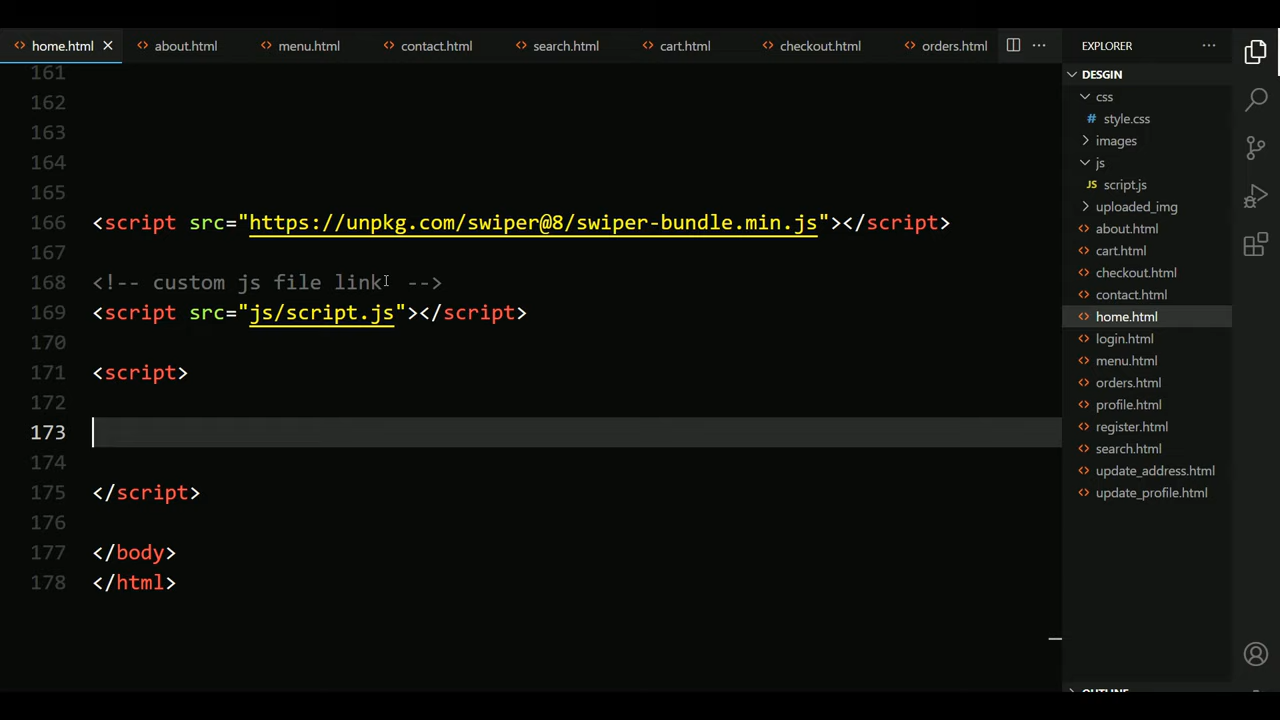 home.html
about.html
menu.html
contact.html
search.html
cart.html
checkout.html
orders.html
EXPLORER
161
162
163
164
165
166 <script src="https://unpkg.com/swiper@8/swiper-bundle.min.js"></script>
167
168 <!-- custom js file link  -->
169 <script src="js/script.js"></script>
170
171 <script>
172
173
174
175 </script>
176
177 </body>
178 </html>
DESGIN
css
# style.css
images
js
JS script.js
uploaded_img
about.html
cart.html
checkout.html
contact.html
home.html
login.html
menu.html
orders.html
profile.html
register.html
search.html
update_address.html
update_profile.html
OUTLINE